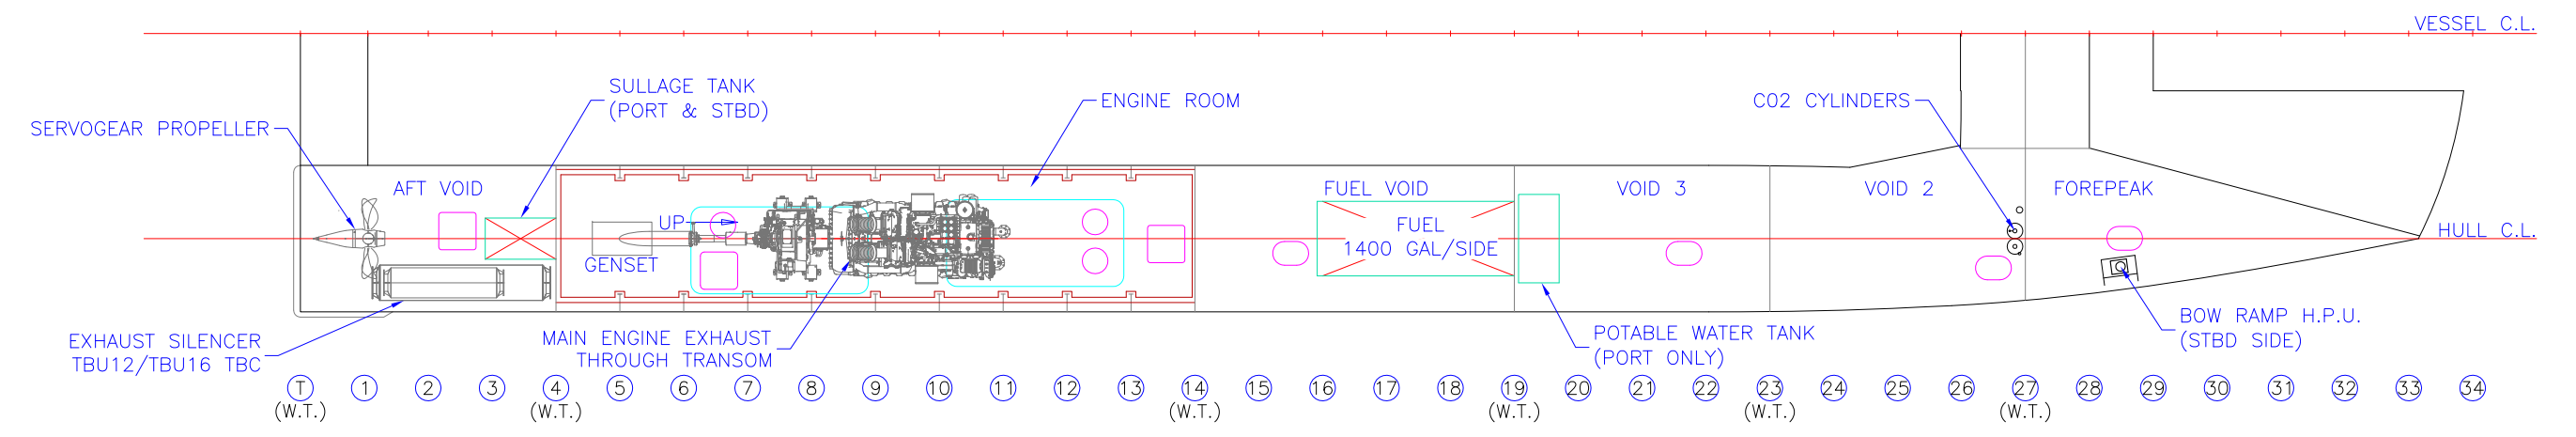 VESSEL C.L.
SULLAGE TANK
(PORT & STBD)
ENGINE ROOM
CO2 CYLINDERS
SERVOGEAR PROPELLER
AFT VOID
FUEL VOID
VOID 3
VOID 2
FOREPEAK
UP
FUEL
1400 GAL/SIDE
HULL C.L.
GENSET
EXHAUST SILENCER
TBU12/TBU16 TBC
MAIN ENGINE EXHAUST
THROUGH TRANSOM
POTABLE WATER TANK
(PORT ONLY)
BOW RAMP H.P.U.
(STBD SIDE)
T 1 2 3 4 5 6 7 8 9 10 11 12 13 14 15 16 17 18 19 20 21 22 23 24 25 26 27 28 29 30 31 32 33 34
(W.T.) (W.T.) (W.T.) (W.T.) (W.T.) (W.T.)